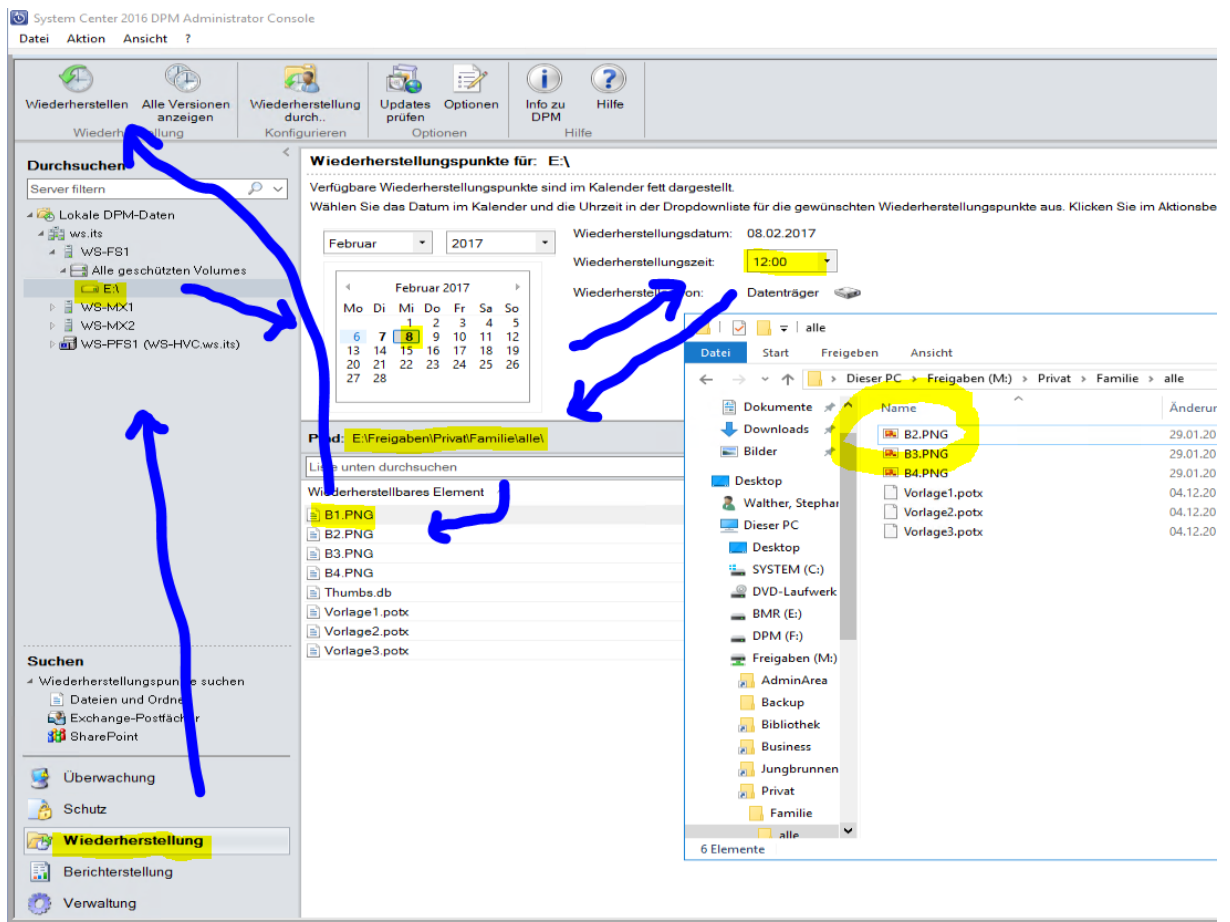 System Center 2016 DPM Administrator Console
Datei Aktion Ansicht ?
Wiederherstellen Alle Versionen anzeigen Wiederherstellung durch.. Updates prüfen Optionen Info zu DPM Hilfe
Konfigurieren Optionen Hilfe
Durchsuchen
Server filtern
Lokale DPM-Daten
ws.its
WS-FS1
Alle geschützten Volumes
E:\
WS-MX1
WS-MX2
WS-PFS1 (WS-HVC.ws.its)
Suchen
Wiederherstellungspunkte suchen
Dateien und Ordner
Exchange-Postfächer
SharePoint
Überwachung
Schutz
Wiederherstellung
Berichterstellung
Verwaltung
Wiederherstellungspunkte für: E:\
Verfügbare Wiederherstellungspunkte sind im Kalender fett dargestellt.
Wählen Sie das Datum im Kalender und die Uhrzeit in der Dropdownliste für die gewünschten Wiederherstellungspunkte aus. Klicken Sie im Aktionsbe
Februar 2017
Wiederherstellungsdatum: 08.02.2017
Wiederherstellungszeit: 12:00
Datenträger
Februar 2017
Mo Di Mi Do Fr Sa So
1 2 3 4 5
6 7 8 9 10 11 12
13 14 15 16 17 18 19
20 21 22 23 24 25 26
27 28
Pfad: E:\Freigaben\Privat\Familie\alle\
Liste unten durchsuchen
Wiederherstellbares Element
B1.PNG
B2.PNG
B3.PNG
B4.PNG
Thumbs.db
Vorlage1.potx
Vorlage2.potx
Vorlage3.potx
alle
Datei Start Freigeben Ansicht
Dieser PC > Freigaben (M:) > Privat > Familie > alle
Dokumente
Downloads
Bilder
Desktop
Walther, Stephan
Dieser PC
Desktop
SYSTEM (C:)
DVD-Laufwerk
BMR (E:)
DPM (F:)
Freigaben (M:)
AdminArea
Backup
Bibliothek
Business
Jungbrunnen
Privat
Familie
alle
Name Änderun
B2.PNG 29.01.20
B3.PNG 29.01.20
B4.PNG 29.01.20
Vorlage1.potx 04.12.20
Vorlage2.potx 04.12.20
Vorlage3.potx 04.12.20
6 Elemente